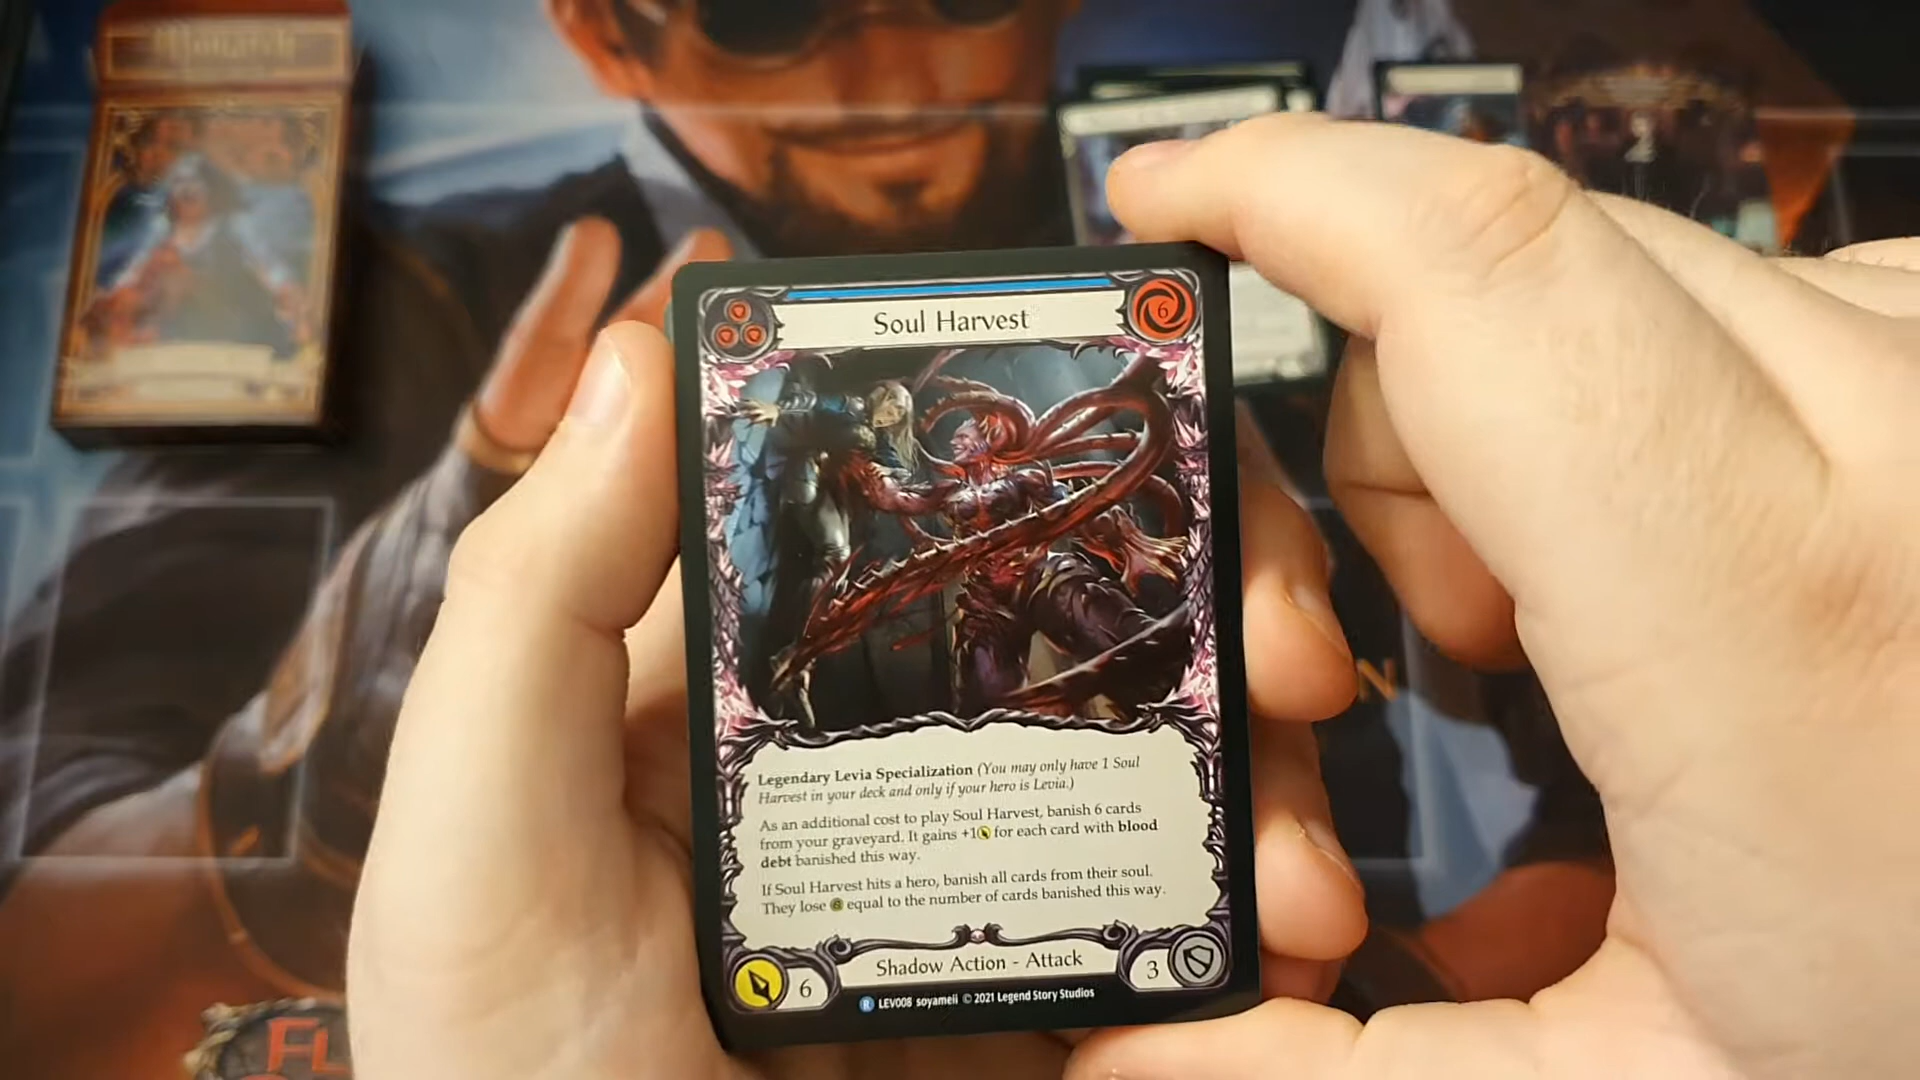 Monarch
2
Soul Harvest
6
Legendary Levia Specialization (You may only have 1 Soul
Harvest in your deck and only if your hero is Levia.)
As an additional cost to play Soul Harvest, banish 6 cards
from your graveyard. It gains +1 for each card with blood
debt banished this way.
If Soul Harvest hits a hero, banish all cards from their soul.
They lose equal to the number of cards banished this way.
Shadow Action - Attack
6
3
R LEV008 soyameii © 2021 Legend Story Studios
N
FL